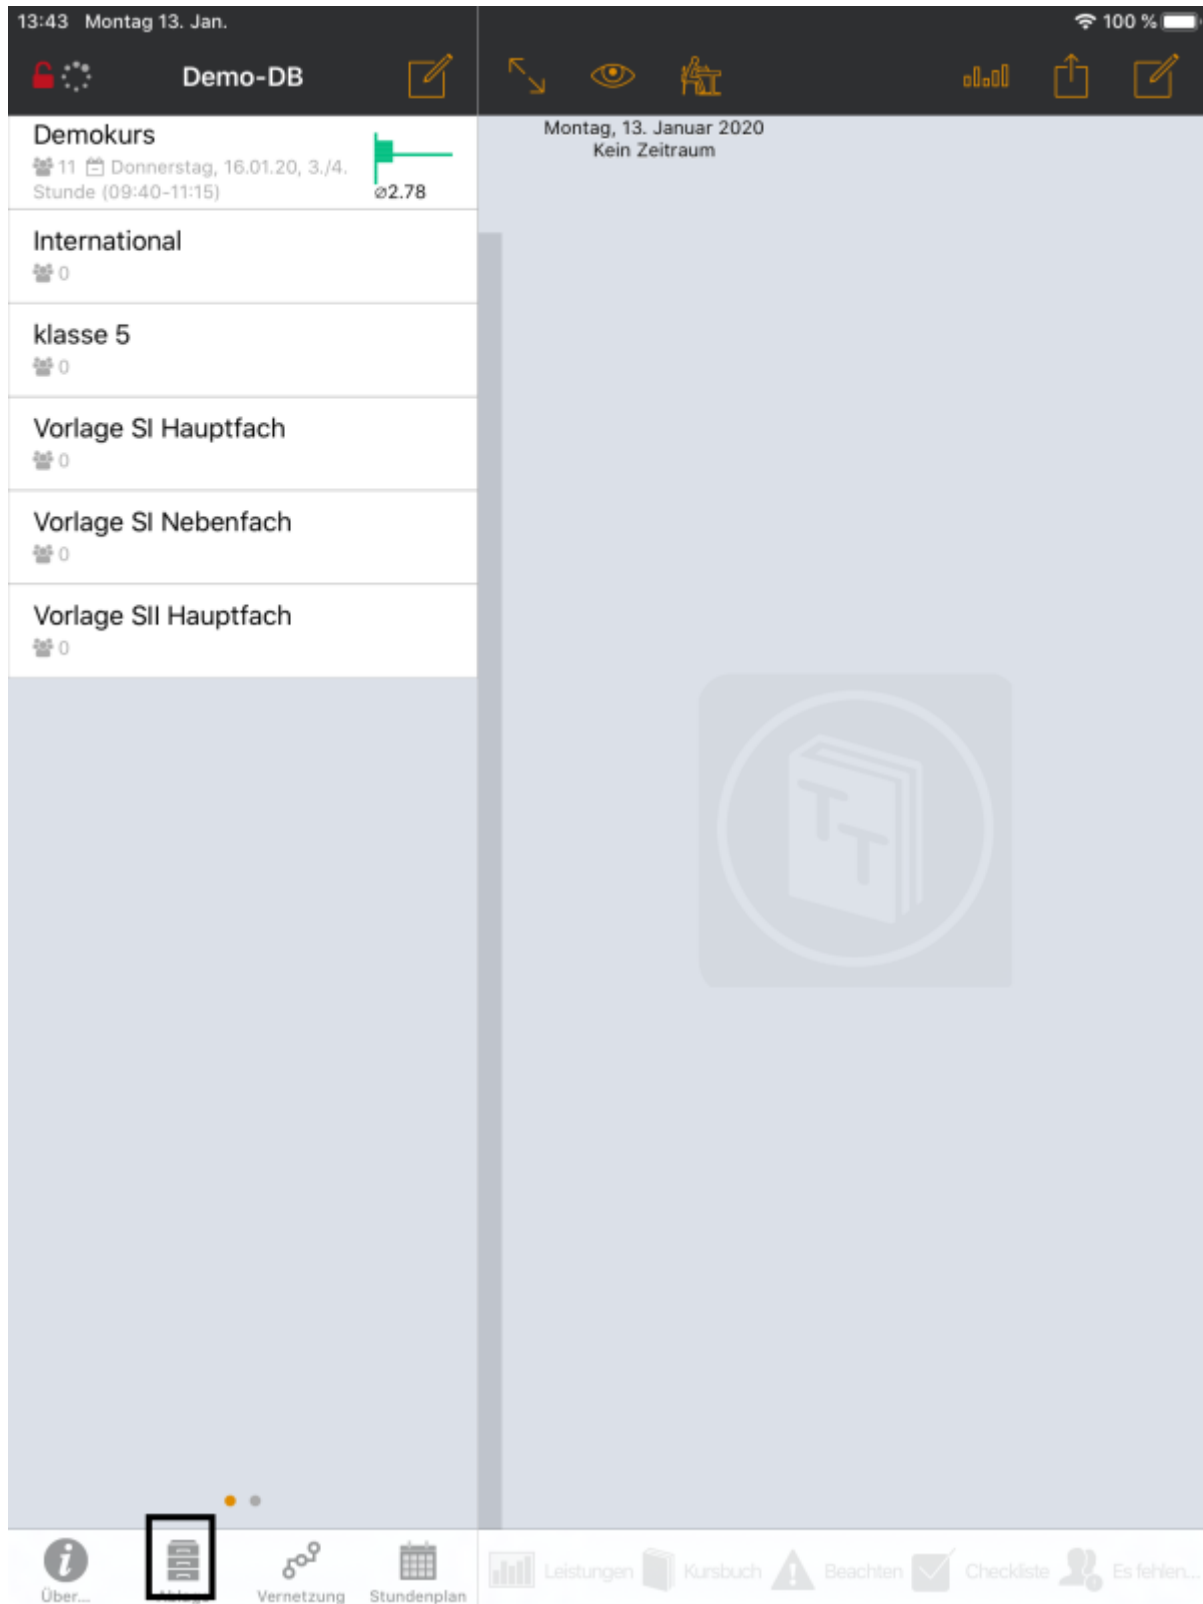 13:43 Montag 13. Jan.
100 %
Demo-DB
Demokurs
11 Donnerstag, 16.01.20, 3./4.
Stunde (09:40-11:15)
⌀2.78
International
0
klasse 5
0
Vorlage SI Hauptfach
0
Vorlage SI Nebenfach
0
Vorlage SII Hauptfach
0
Montag, 13. Januar 2020
Kein Zeitraum
TT
Über...
Ablage
Vernetzung
Stundenplan
Leistungen
Kursbuch
Beachten
Checkliste
Es fehlen...